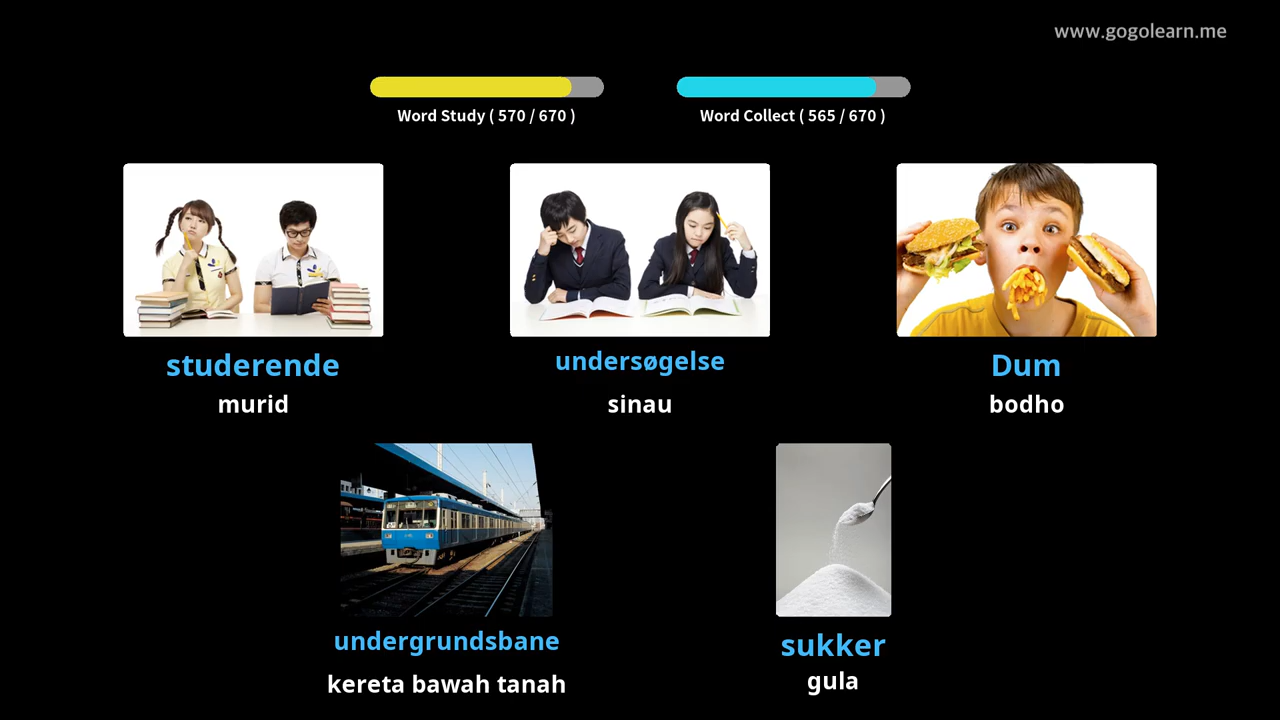 www.gogolearn.me
Word Study ( 570 / 670 )
Word Collect ( 565 / 670 )
studerende
undersøgelse
Dum
murid
sinau
bodho
undergrundsbane
sukker
kereta bawah tanah
gula